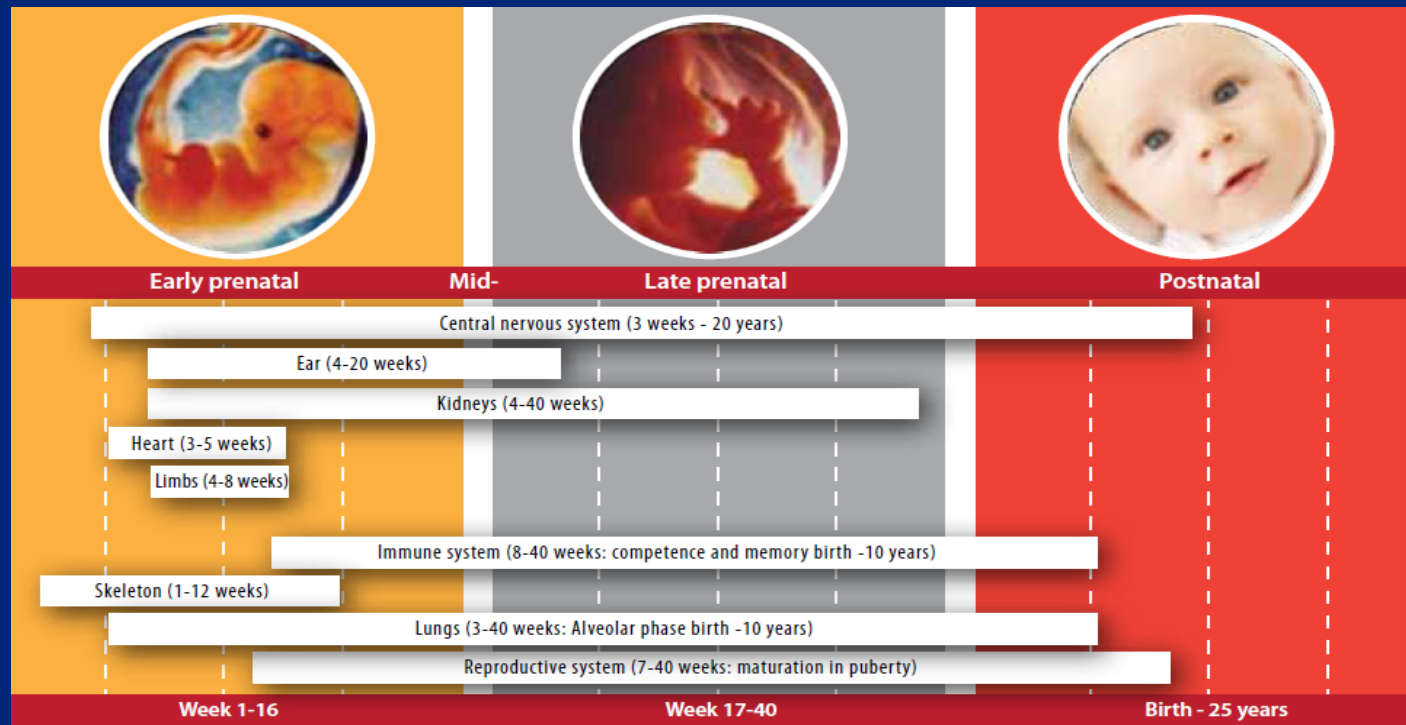 Early prenatal Mid- Late prenatal Postnatal
Central nervous system (3 weeks - 20 years)
Ear (4-20 weeks)
Kidneys (4-40 weeks)
Heart (3-5 weeks)
Limbs (4-8 weeks)
Immune system (8-40 weeks: competence and memory birth -10 years)
Skeleton (1-12 weeks)
Lungs (3-40 weeks: Alveolar phase birth -10 years)
Reproductive system (7-40 weeks: maturation in puberty)
Week 1-16 Week 17-40 Birth - 25 years